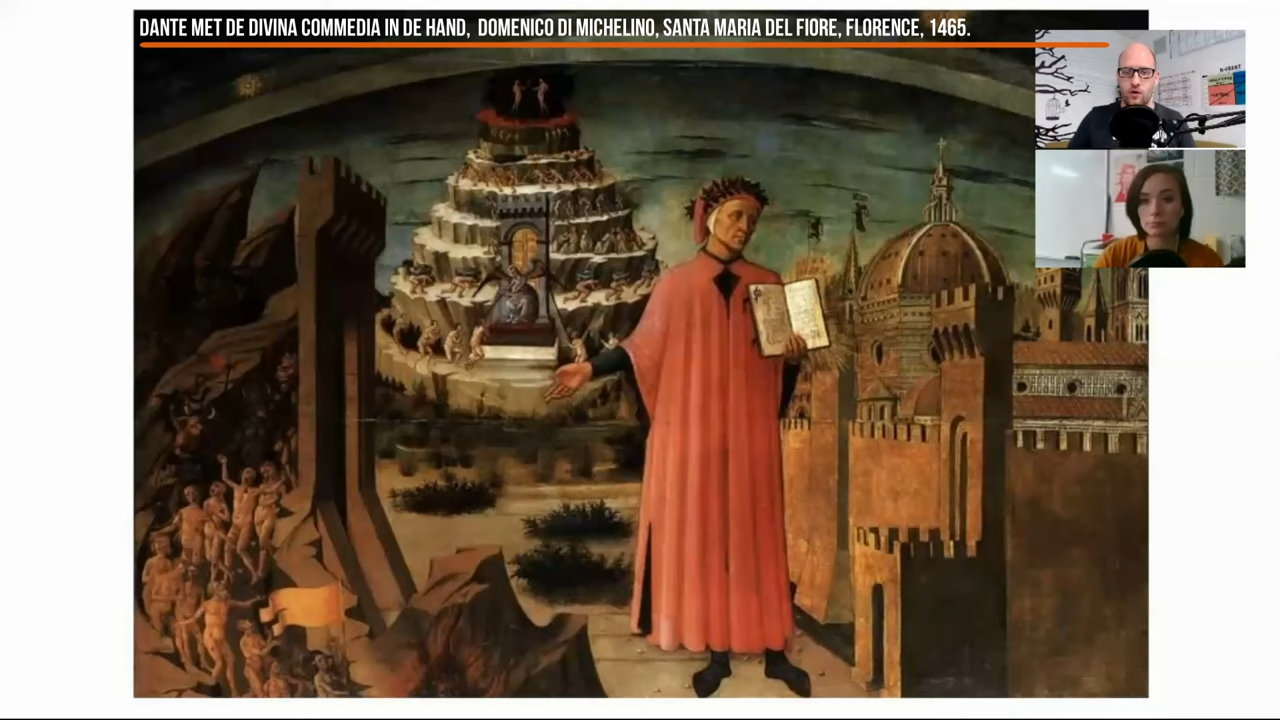 DANTE MET DE DIVINA COMMEDIA IN DE HAND, DOMENICO DI MICHELINO, SANTA MARIA DEL FIORE, FLORENCE, 1465.